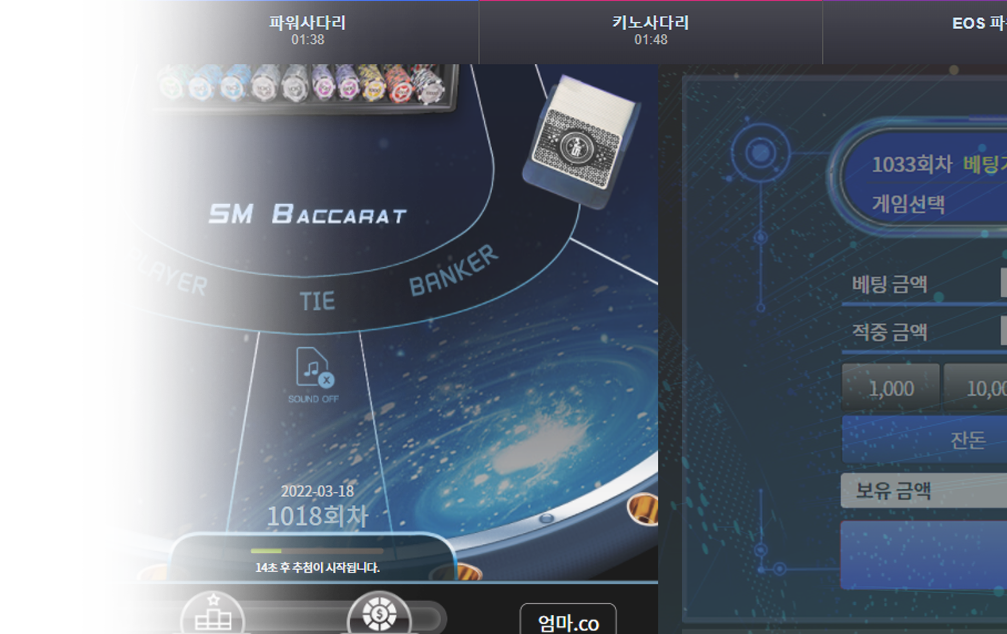 파워사다리
01:38
키노사다리
01:48
EOS 파
SM BACCARAT
PLAYER
TIE
BANKER
SOUND OFF
2022-03-18
1018회차
14초 후 추첨이 시작됩니다.
엄마.co
1033회차 베팅
게임선택
베팅 금액
적중 금액
1,000
10,00
잔돈
보유 금액